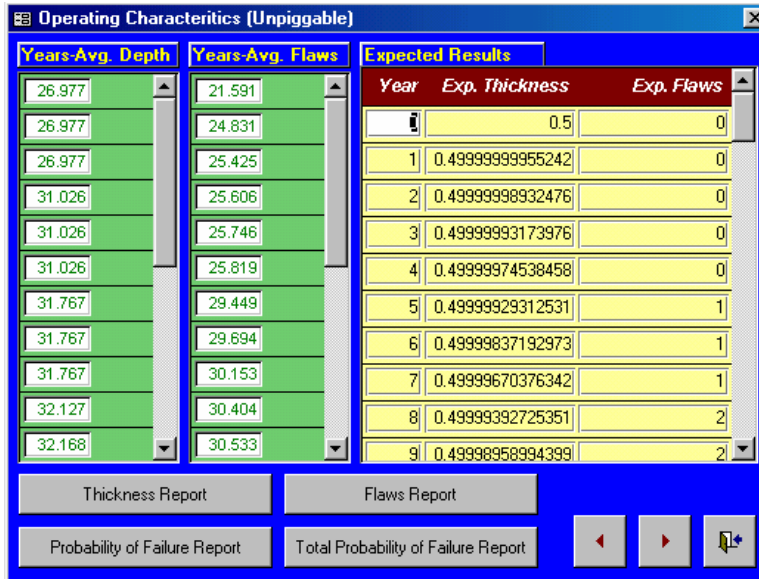 Operating Characteritics (Unpiggable)
Years-Avg. Depth Years-Avg. Flaws Expected Results
Year Exp. Thickness Exp. Flaws
26.977 21.591 0 0.5 0
26.977 24.831 1 0.49999999955242 0
26.977 25.425 2 0.49999998932476 0
31.026 25.606 3 0.49999993173976 0
31.026 25.746 4 0.49999974538458 0
31.026 25.819 5 0.49999929312531 1
31.767 29.449 6 0.49999837192973 1
31.767 29.694 7 0.49999670376342 1
31.767 30.153 8 0.49999392725351 2
32.127 30.404 9 0.49998958994399 2
32.168 30.533
Thickness Report Flaws Report
Probability of Failure Report Total Probability of Failure Report